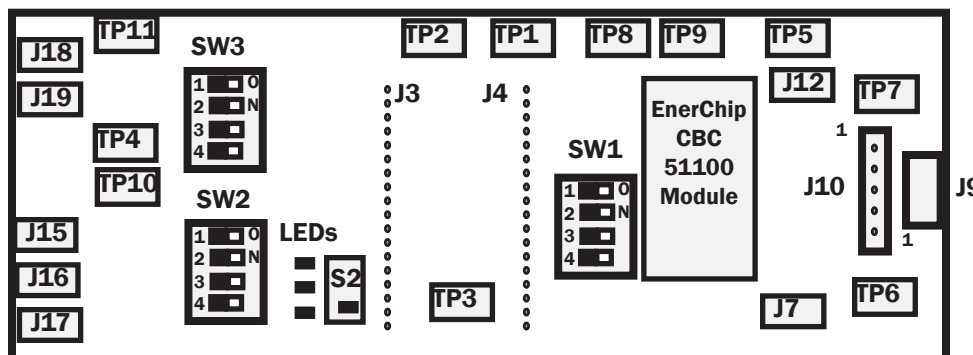 TP11
TP2
TP1
TP8
TP9
TP5
J18
SW3
J12
J19
1 O
2 N
3
4
J3
J4
EnerChip
CBC
51100
Module
TP7
1
TP4
SW1
TP10
1 O
2 N
3
4
J10
J9
SW2
J15
1 O
2 N
3
4
LEDs
1
J16
S2
TP3
TP6
J17
J7